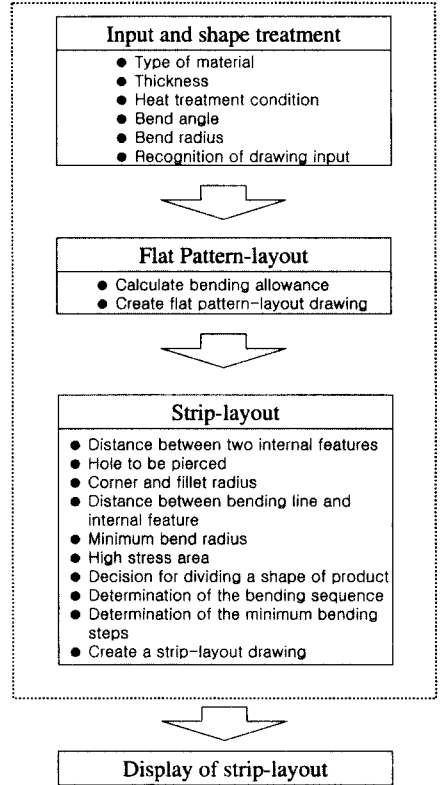 Input and shape treatment
● Type of material
● Thickness
● Heat treatment condition
● Bend angle
● Bend radius
● Recognition of drawing input
Flat Pattern-layout
● Calculate bending allowance
● Create flat pattern-layout drawing
Strip-layout
● Distance between two internal features
● Hole to be pierced
● Corner and fillet radius
● Distance between bending line and
internal feature
● Minimum bend radius
● High stress area
● Decision for dividing a shape of product
● Determination of the bending sequence
● Determination of the minimum bending
steps
● Create a strip-layout drawing
Display of strip-layout